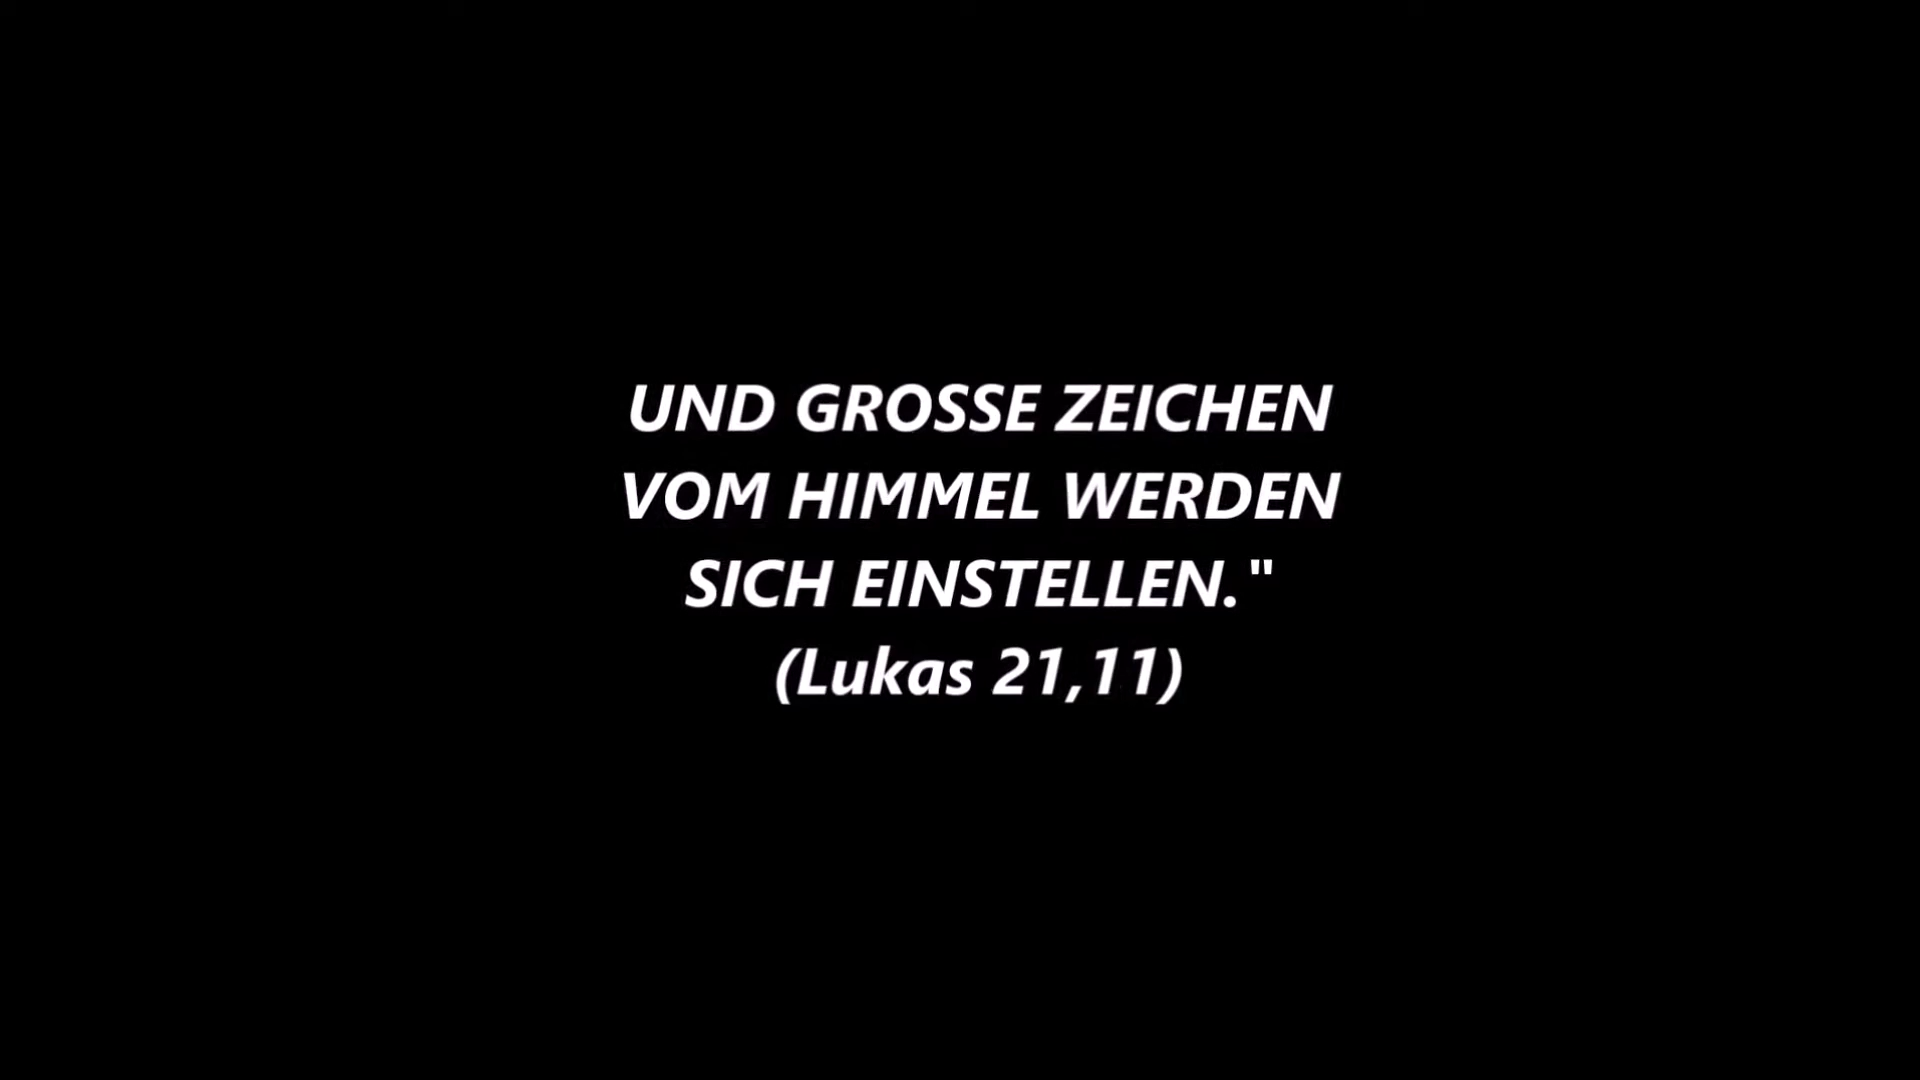 UND GROSSE ZEICHEN
VOM HIMMEL WERDEN
SICH EINSTELLEN."
(Lukas 21,11)